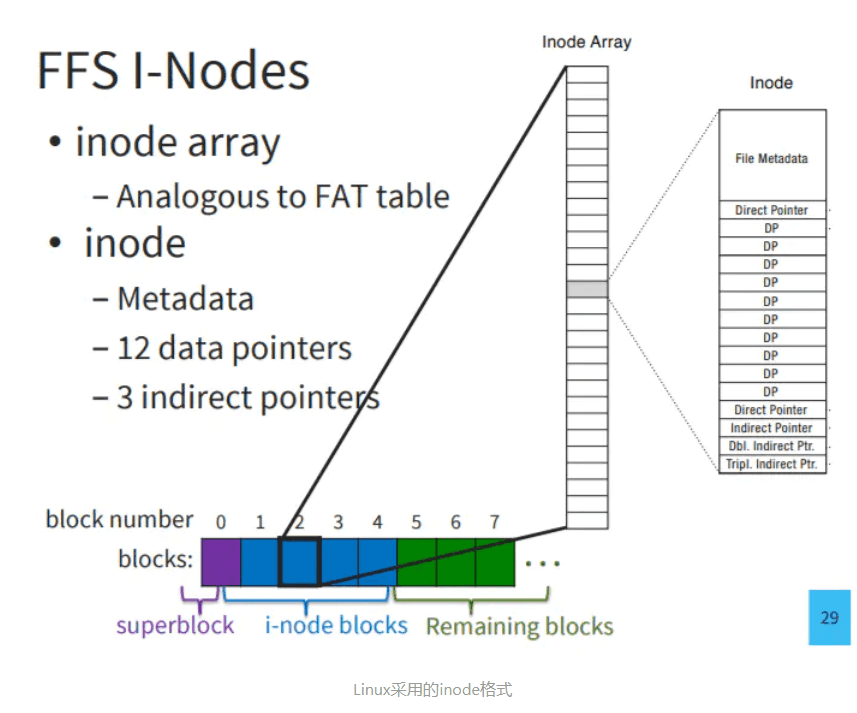 FFS I-Nodes
• inode array
– Analogous to FAT table
• inode
– Metadata
– 12 data pointers
– 3 indirect pointers
Inode Array
Inode
File Metadata
Direct Pointer
DP
DP
DP
DP
DP
DP
DP
DP
DP
DP
Direct Pointer
Indirect Pointer
Dbl. Indirect Ptr.
Tripl. Indirect Ptr.
block number 0 1 2 3 4 5 6 7
blocks: ...
superblock i-node blocks Remaining blocks
29
Linux采用的inode格式